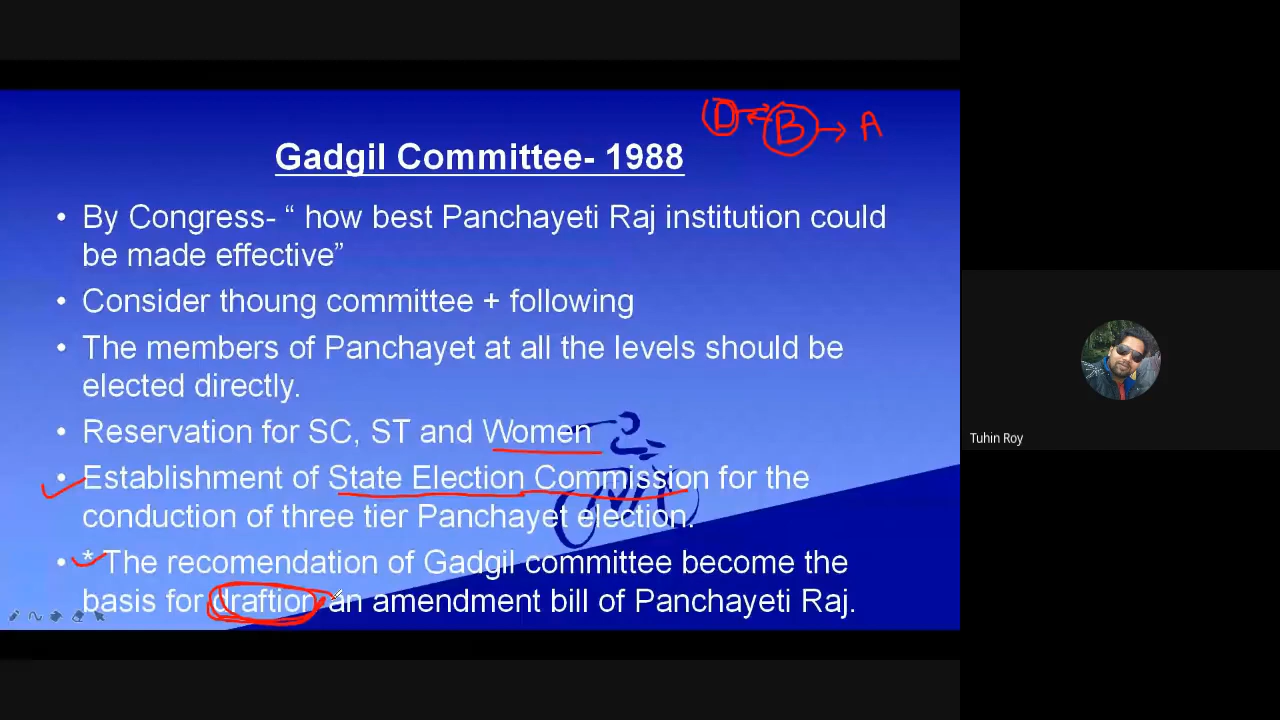 D B → A
Gadgil Committee- 1988
• By Congress- “ how best Panchayeti Raj institution could
be made effective”
• Consider thoung committee + following
• The members of Panchayet at all the levels should be
elected directly.
• Reservation for SC, ST and Women
• Establishment of State Election Commission for the
conduction of three tier Panchayet election.
• * The recomendation of Gadgil committee become the
basis for draftion an amendment bill of Panchayeti Raj.
Tuhin Roy